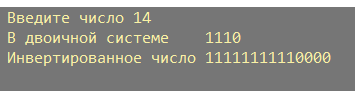 Введите число 14
В двоичной системе    1110
Инвертированное число 11111111110000